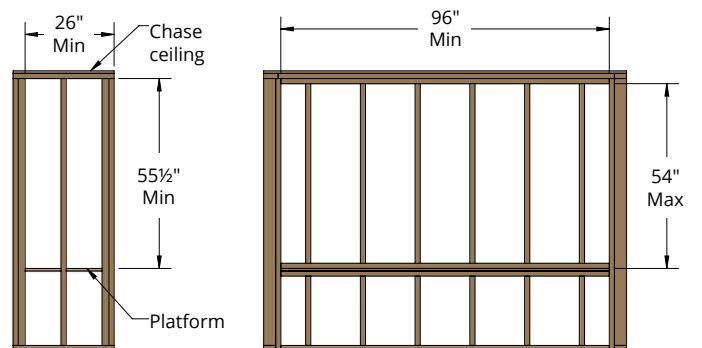 26"
Min
Chase
ceiling
55½"
Min
Platform
96"
Min
54"
Max